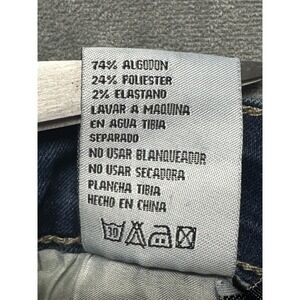 74% ALGODON
24% POLIESTER
2% ELASTANO
LAVAR A MAQUINA
EN AGUA TIBIA
SEPARADO
NO USAR BLANQUEADOR
NO USAR SECADORA
PLANCHA TIBIA
HECHO EN CHINA
30